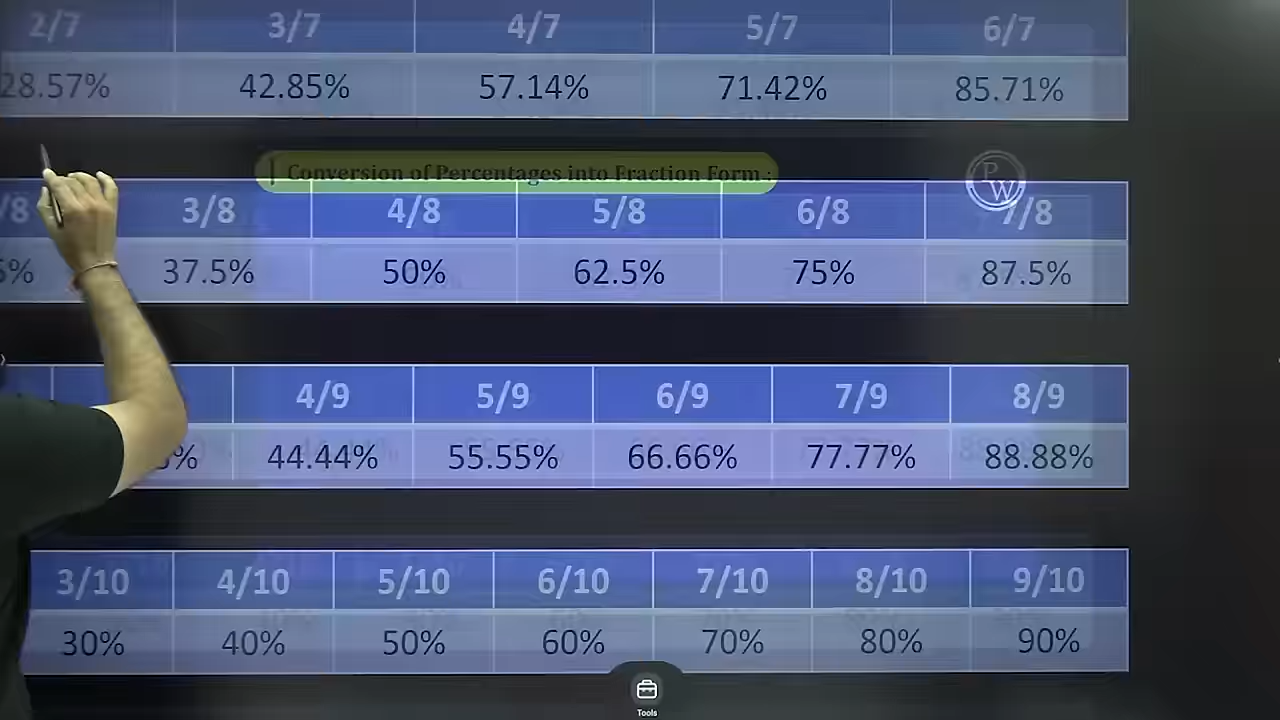 2/7 3/7 4/7 5/7 6/7
28.57% 42.85% 57.14% 71.42% 85.71%
Conversion of Percentages into Fraction Form :
PW
/8 3/8 4/8 5/8 6/8 7/8
5% 37.5% 50% 62.5% 75% 87.5%
4/9 5/9 6/9 7/9 8/9
% 44.44% 55.55% 66.66% 77.77% 88.88%
3/10 4/10 5/10 6/10 7/10 8/10 9/10
30% 40% 50% 60% 70% 80% 90%
Tools